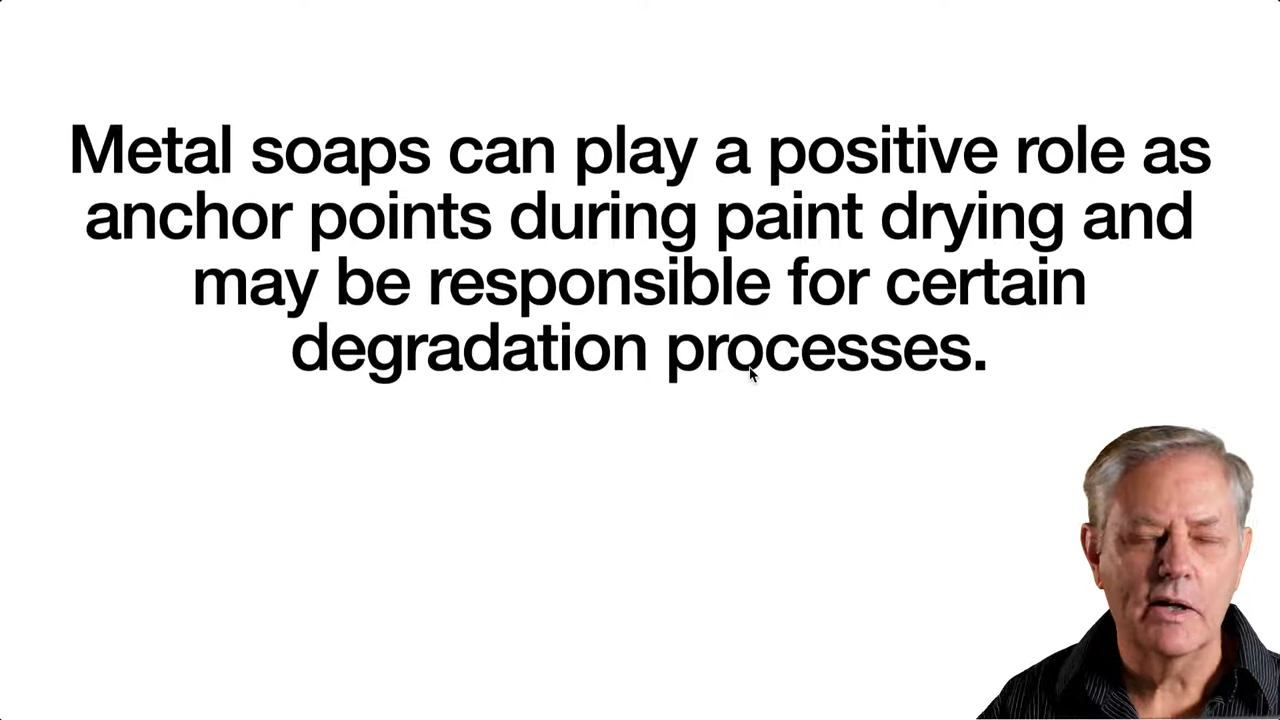 Metal soaps can play a positive role as
anchor points during paint drying and
may be responsible for certain
degradation processes.